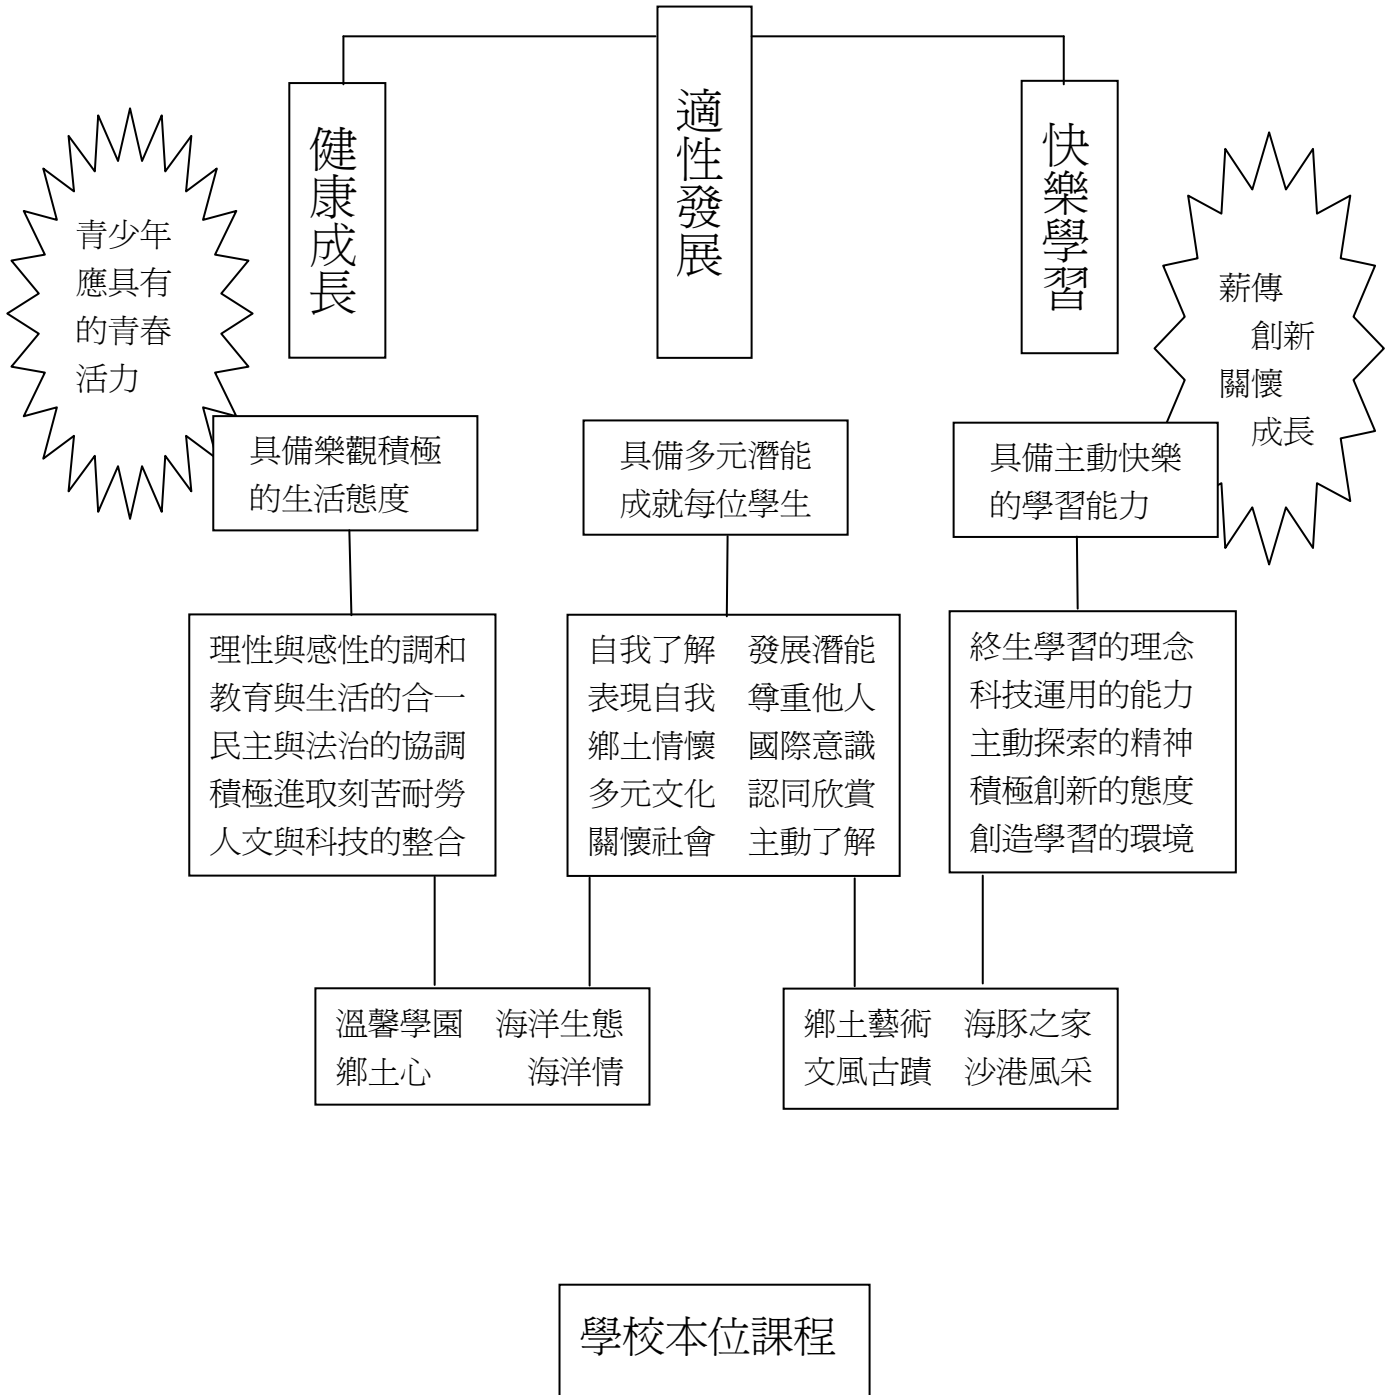 適性發展
健康成長
快樂學習
青少年
應具有
的青春
活力
薪傳
創新
關懷
成長
具備樂觀積極
的生活態度
具備多元潛能
成就每位學生
具備主動快樂
的學習能力
理性與感性的調和
教育與生活的合一
民主與法治的協調
積極進取刻苦耐勞
人文與科技的整合
自我了解 發展潛能
表現自我 尊重他人
鄉土情懷 國際意識
多元文化 認同欣賞
關懷社會 主動了解
終生學習的理念
科技運用的能力
主動探索的精神
積極創新的態度
創造學習的環境
溫馨學園 海洋生態
鄉土心 海洋情
鄉土藝術 海豚之家
文風古蹟 沙港風采
學校本位課程